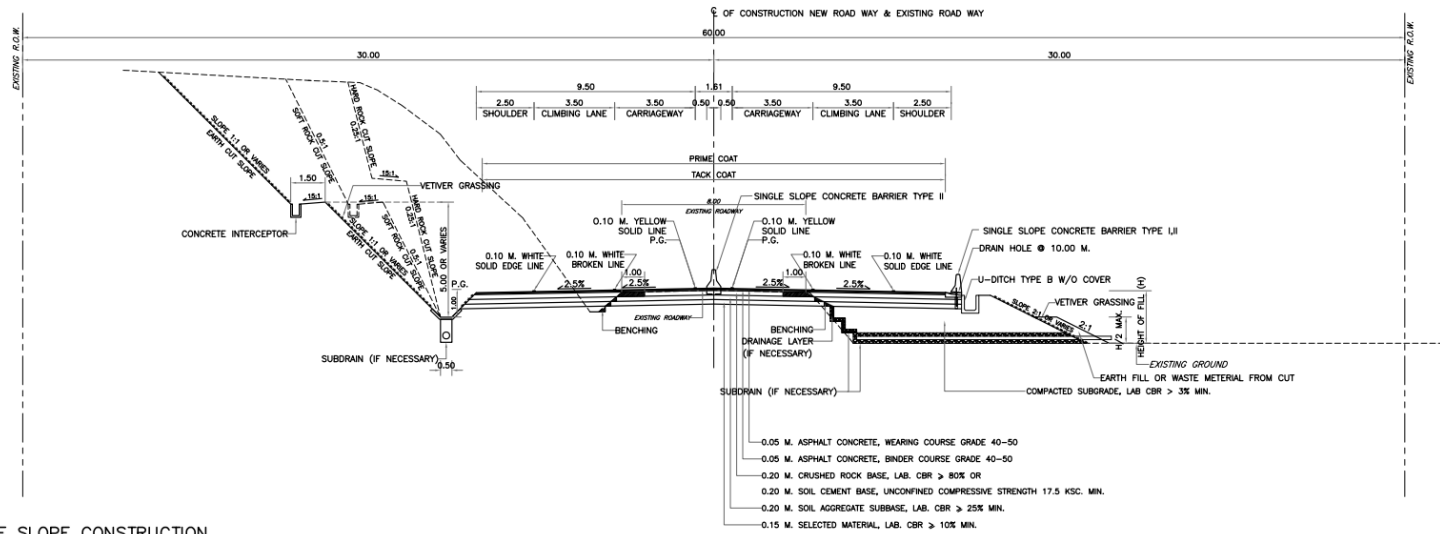 ℄ OF CONSTRUCTION NEW ROAD WAY & EXISTING ROAD WAY
60.00
30.00
30.00
EXISTING R.O.W.
EXISTING R.O.W.
9.50
1.61
9.50
2.50
3.50
3.50
0.50
0.50
3.50
3.50
2.50
SHOULDER
CLIMBING LANE
CARRIAGEWAY
CARRIAGEWAY
CLIMBING LANE
SHOULDER
PRIME COAT
TACK COAT
HARD ROCK CUT SLOPE
0.25:1
0.5:1
SOFT ROCK CUT SLOPE
SLOPE 1:1 OR VARIES
EARTH CUT SLOPE
1.50
15:1
15:1
15:1
VETIVER GRASSING
CONCRETE INTERCEPTOR
HARD ROCK CUT SLOPE
0.25:1
0.5:1
SOFT ROCK CUT SLOPE
SLOPE 1:1 OR VARIES
EARTH CUT SLOPE
5.00 OR VARIES
1.00
P.G.
SUBDRAIN (IF NECESSARY)
0.50
SINGLE SLOPE CONCRETE BARRIER TYPE II
8.00
EXISTING ROADWAY
0.10 M. YELLOW
SOLID LINE
P.G.
0.10 M. YELLOW
SOLID LINE
P.G.
0.10 M. WHITE
SOLID EDGE LINE
0.10 M. WHITE
BROKEN LINE
0.10 M. WHITE
BROKEN LINE
0.10 M. WHITE
SOLID EDGE LINE
1.00
1.00
2.5%
2.5%
2.5%
2.5%
SINGLE SLOPE CONCRETE BARRIER TYPE I,II
DRAIN HOLE @ 10.00 M.
U-DITCH TYPE B W/O COVER
VETIVER GRASSING
SLOPE 2:1 OR VARIES
2:1
H/2 MAX.
HEIGHT OF FILL (H)
EXISTING ROADWAY
BENCHING
BENCHING
DRAINAGE LAYER
(IF NECESSARY)
EXISTING GROUND
EARTH FILL OR WASTE METERIAL FROM CUT
SUBDRAIN (IF NECESSARY)
COMPACTED SUBGRADE, LAB CBR > 3% MIN.
0.05 M. ASPHALT CONCRETE, WEARING COURSE GRADE 40-50
0.05 M. ASPHALT CONCRETE, BINDER COURSE GRADE 40-50
0.20 M. CRUSHED ROCK BASE, LAB. CBR ⩾ 80% OR
0.20 M. SOIL CEMENT BASE, UNCONFINED COMPRESSIVE STRENGTH 17.5 KSC. MIN.
0.20 M. SOIL AGGREGATE SUBBASE, LAB. CBR ⩾ 25% MIN.
0.15 M. SELECTED MATERIAL, LAB. CBR ⩾ 10% MIN.
SLOPE CONSTRUCTION